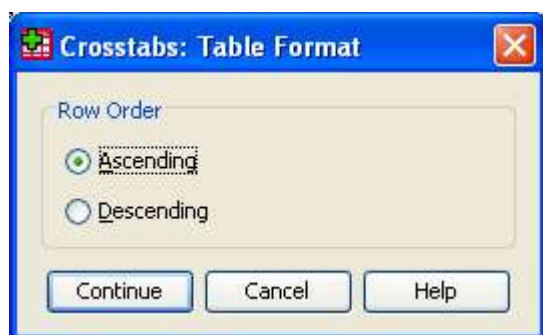 Crosstabs: Table Format
Row Order
Ascending
Descending
Continue Cancel Help